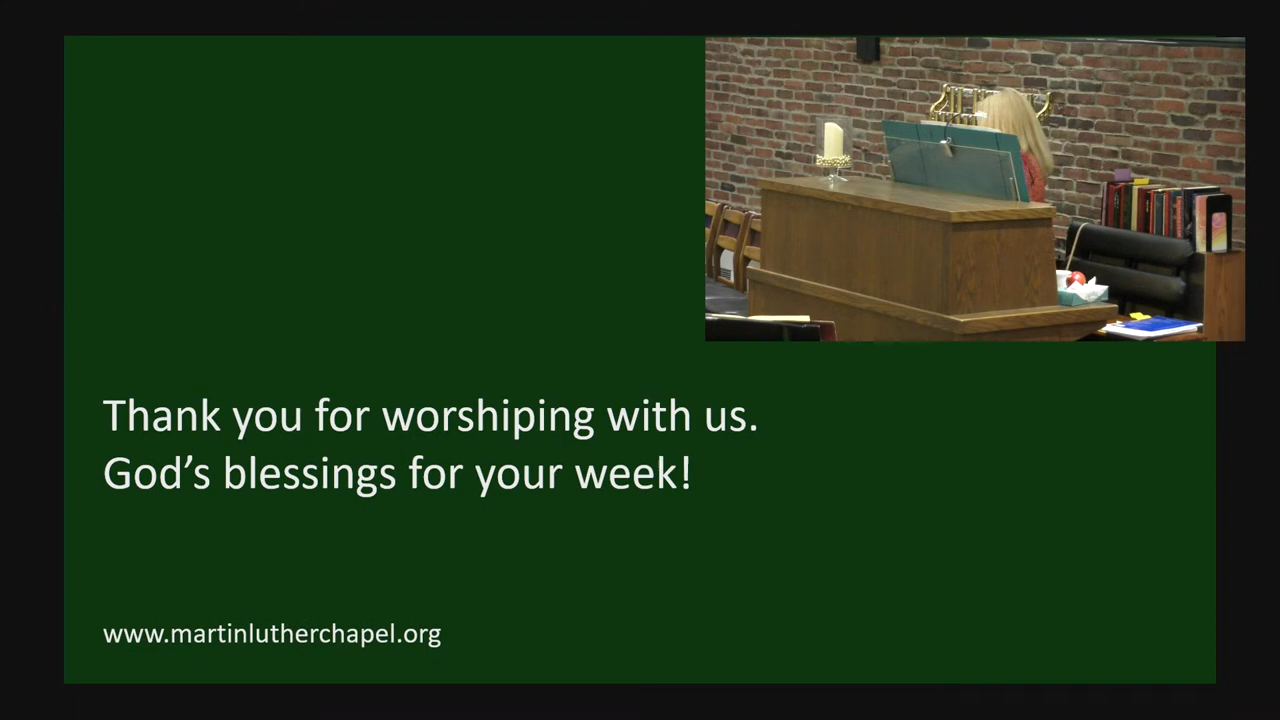 Thank you for worshiping with us.
God’s blessings for your week!
www.martinlutherchapel.org